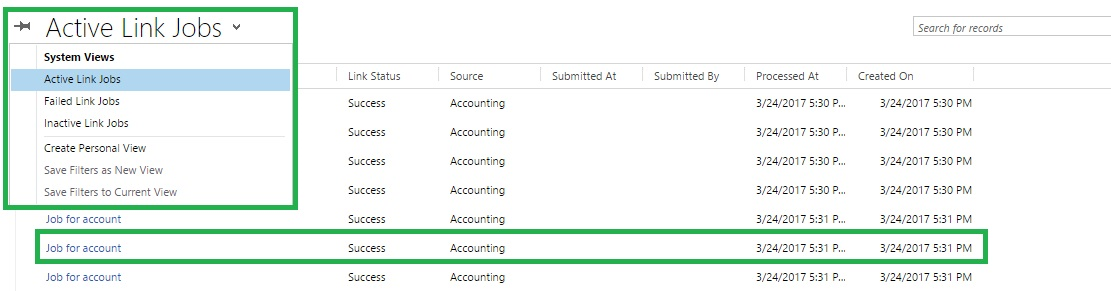 Active Link Jobs
Search for records
System Views
Active Link Jobs
Failed Link Jobs
Inactive Link Jobs
Create Personal View
Save Filters as New View
Save Filters to Current View
Link Status Source Submitted At Submitted By Processed At Created On
Success Accounting 3/24/2017 5:30 P... 3/24/2017 5:30 PM
Success Accounting 3/24/2017 5:30 P... 3/24/2017 5:30 PM
Success Accounting 3/24/2017 5:30 P... 3/24/2017 5:30 PM
Success Accounting 3/24/2017 5:30 P... 3/24/2017 5:30 PM
Job for account Success Accounting 3/24/2017 5:31 P... 3/24/2017 5:31 PM
Job for account Success Accounting 3/24/2017 5:31 P... 3/24/2017 5:31 PM
Job for account Success Accounting 3/24/2017 5:31 P... 3/24/2017 5:31 PM